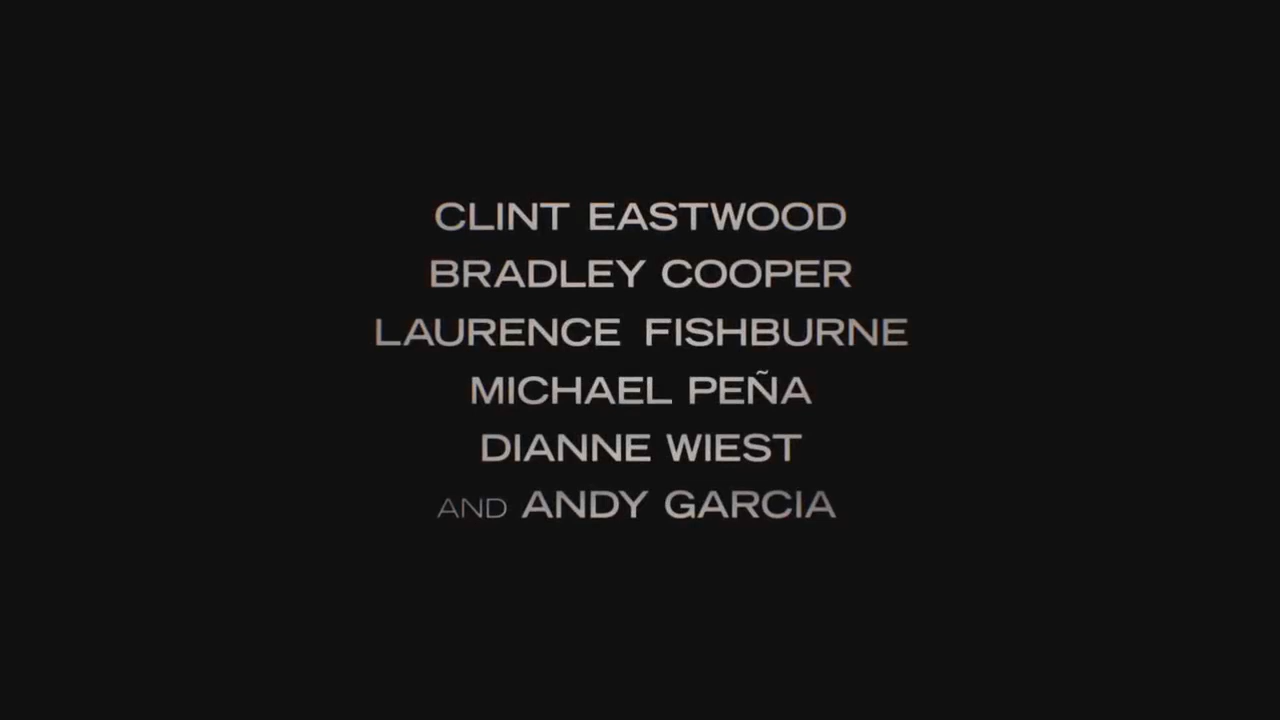 CLINT EASTWOOD
BRADLEY COOPER
LAURENCE FISHBURNE
MICHAEL PEÑA
DIANNE WIEST
AND ANDY GARCIA